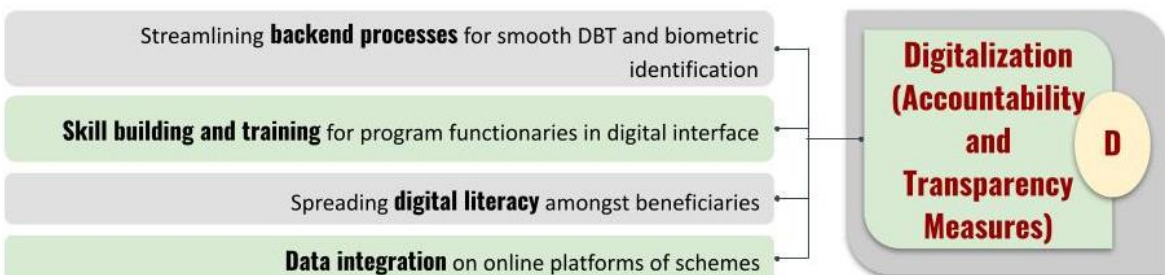 Streamlining backend processes for smooth DBT and biometric
identification
Skill building and training for program functionaries in digital interface
Spreading digital literacy amongst beneficiaries
Data integration on online platforms of schemes
Digitalization
(Accountability
and
Transparency
Measures)
D